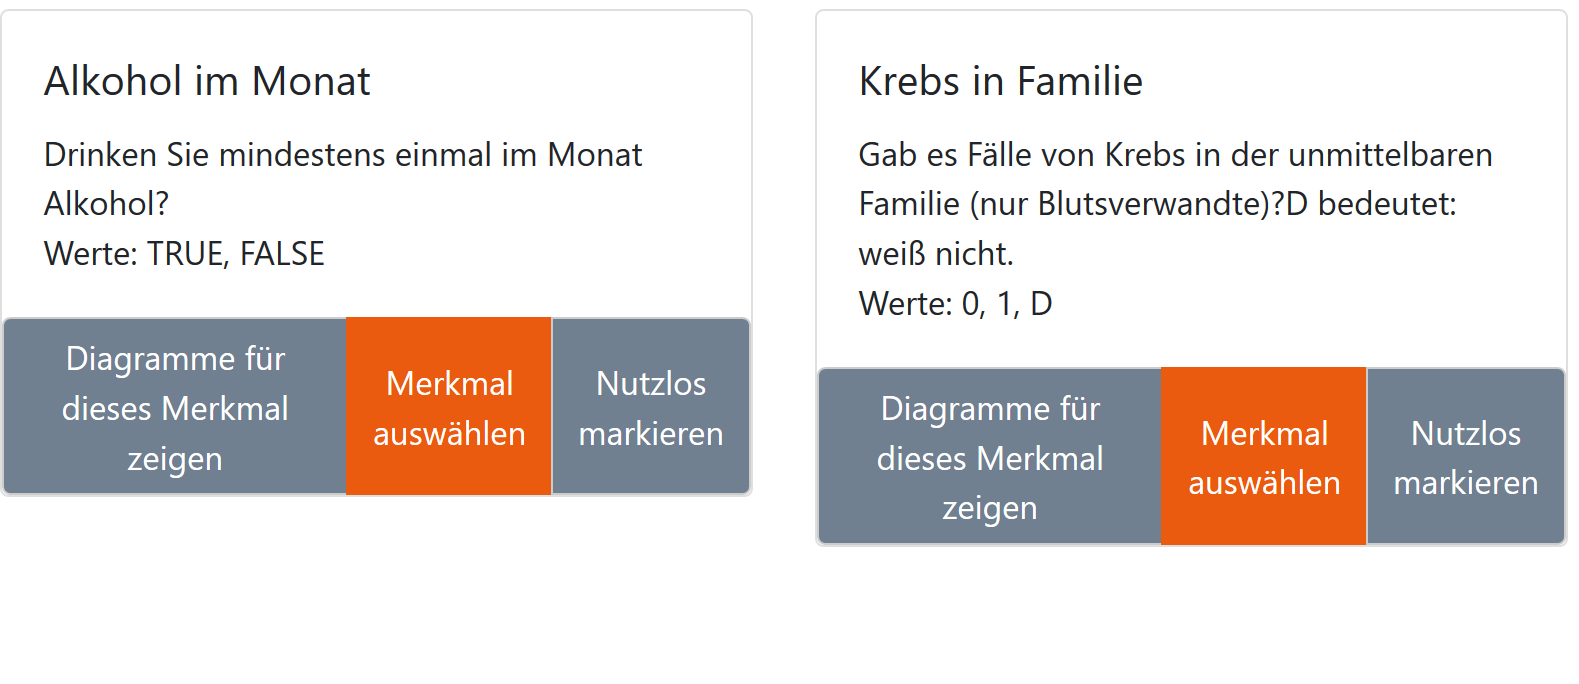 Alkohol im Monat
Drinken Sie mindestens einmal im Monat
Alkohol?
Werte: TRUE, FALSE
Diagramme für
dieses Merkmal
zeigen
Merkmal
auswählen
Nutzlos
markieren
Krebs in Familie
Gab es Fälle von Krebs in der unmittelbaren
Familie (nur Blutsverwandte)?D bedeutet:
weiß nicht.
Werte: 0, 1, D
Diagramme für
dieses Merkmal
zeigen
Merkmal
auswählen
Nutzlos
markieren